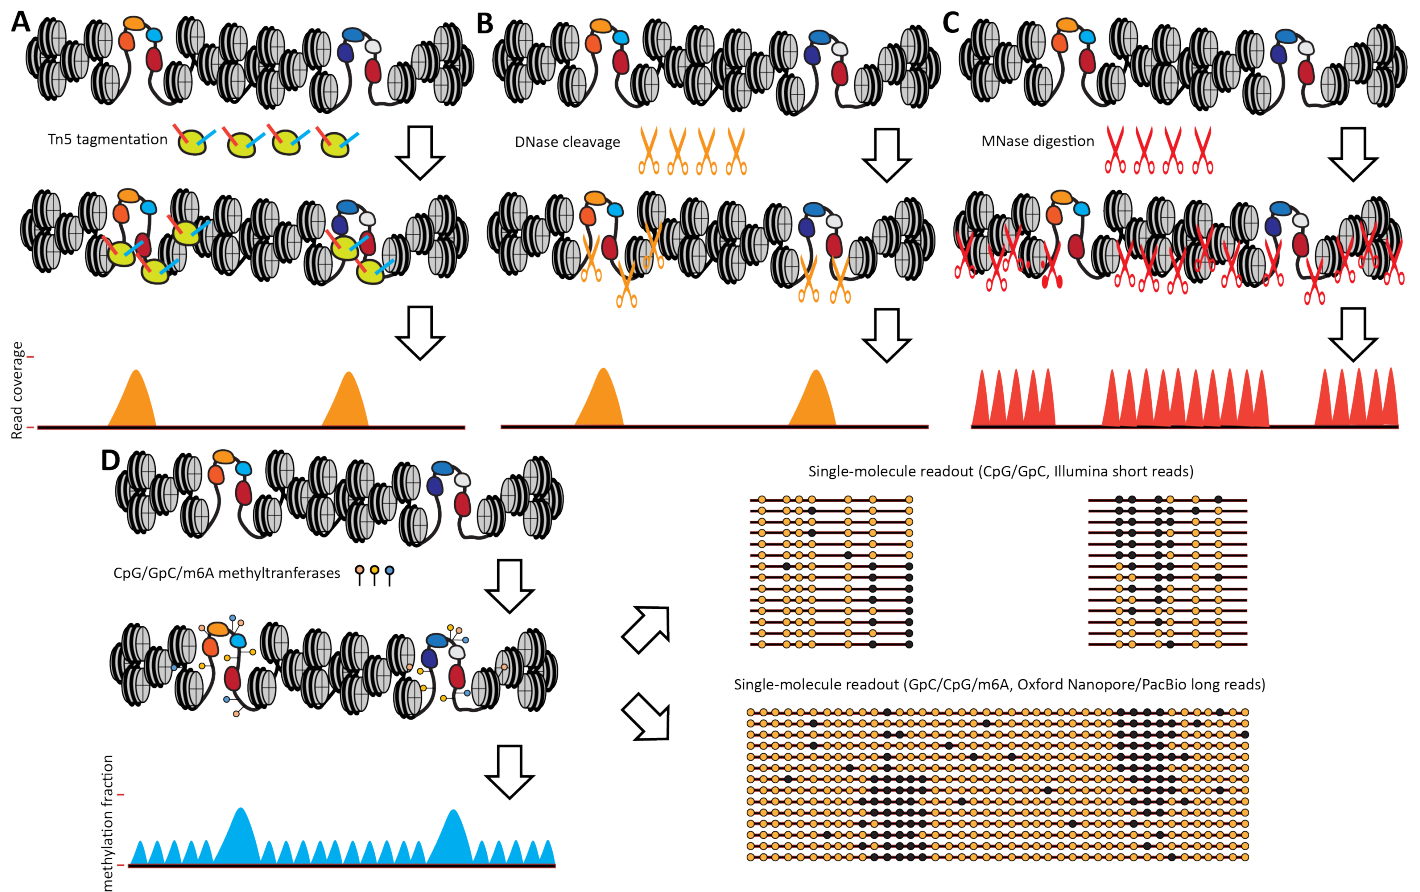 A
B
C
Tn5 tagmentation
DNase cleavage
MNase digestion
Read coverage
D
Single-molecule readout (CpG/GpC, Illumina short reads)
CpG/GpC/m6A methyltranferases
Single-molecule readout (GpC/CpG/m6A, Oxford Nanopore/PacBio long reads)
methylation fraction